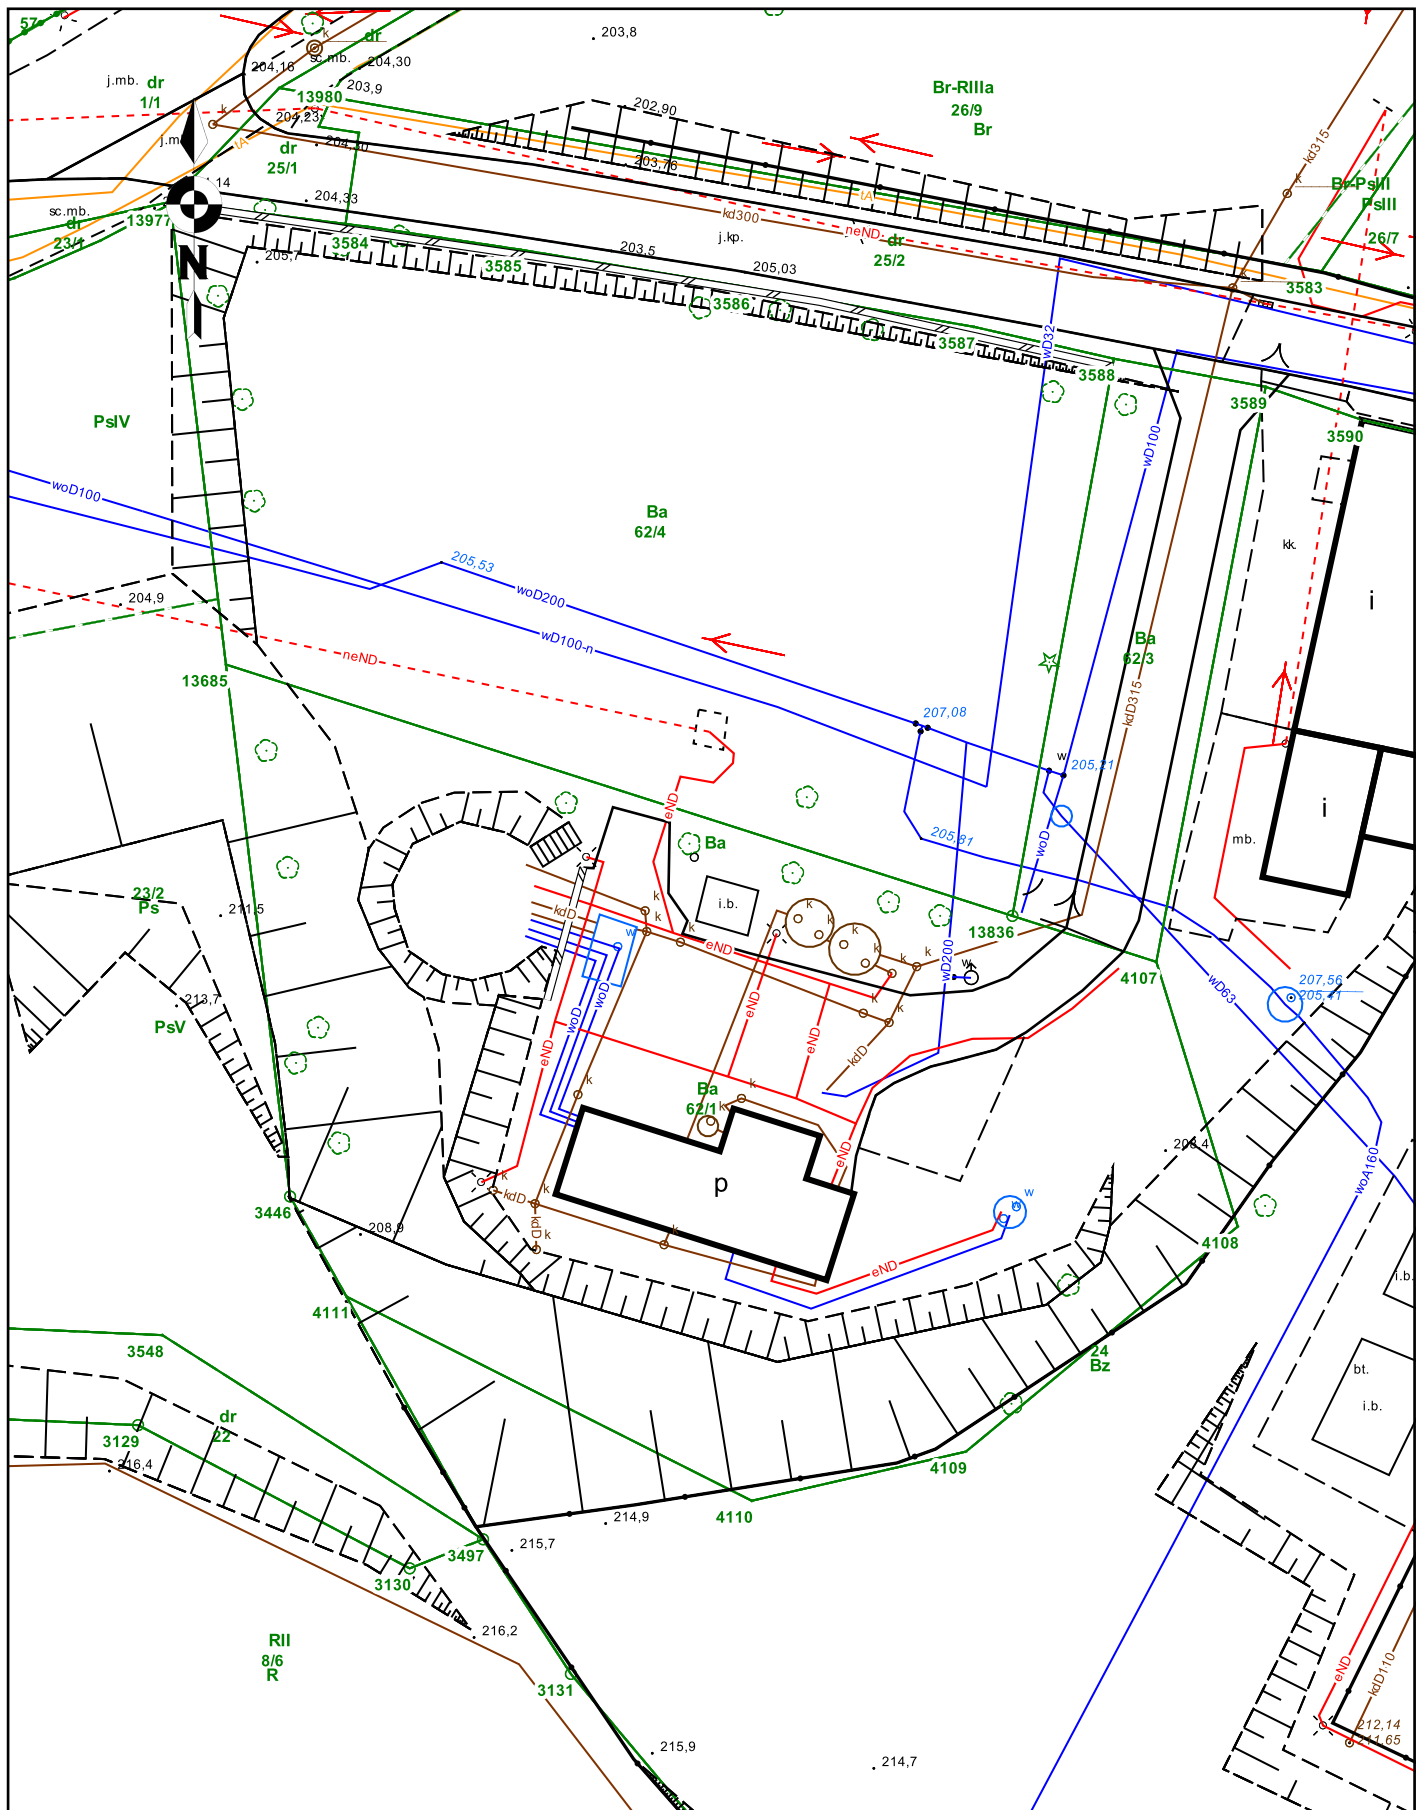 57
k
dr
203,8
sc.mb.
204,16
204,30
j.mb.
dr
1/1
203,9
13980
Br-RIIIa
26/9
Br
202,90
k
204,23
tA
kd315
dr
25/1
203,76
tA
k
Br-PsIII
PsIII
204,33
kd300
sc.mb.
dr
23/1
13977
neND
j.kp.
dr
25/2
26/7
3584
203,5
205,03
N
3585
3586
k
3583
3587
wD32
3588
3589
3590
PsIV
wD100
woD100
Ba
62/4
kk.
205,53
woD200
204,9
i
wD100-n
neND
Ba
62/3
13685
kdD315
207,08
w
205,21
eND
i
205,81
woD
mb.
Ba
23/2
Ps
i.b.
k
k
k
k
211,5
kdD
k
k
w
k
k
13836
eND
k
k
wD200
w
4107
213,7
PsV
207,56
205,41
wD63
woD
woD
eND
k
k
eND
eND
kdD
k
Ba
62/1
k
k
208,4
eND
woA160
p
k
kdD
k
w
w
3446
208,9
kdD
k
k
4108
eND
i.b.
4111
3548
24
Bz
bt.
i.b.
dr
22
3129
216,4
4109
4110
214,9
215,7
3497
3130
216,2
RII
8/6
R
3131
eND
kdD110
212,14
211,65
215,9
214,7